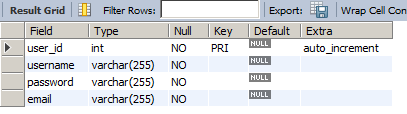 Result Grid Filter Rows: Export: Wrap Cell Con
Field Type Null Key Default Extra
user_id int NO PRI NULL auto_increment
username varchar(255) NO NULL
password varchar(255) NO NULL
email varchar(255) NO NULL